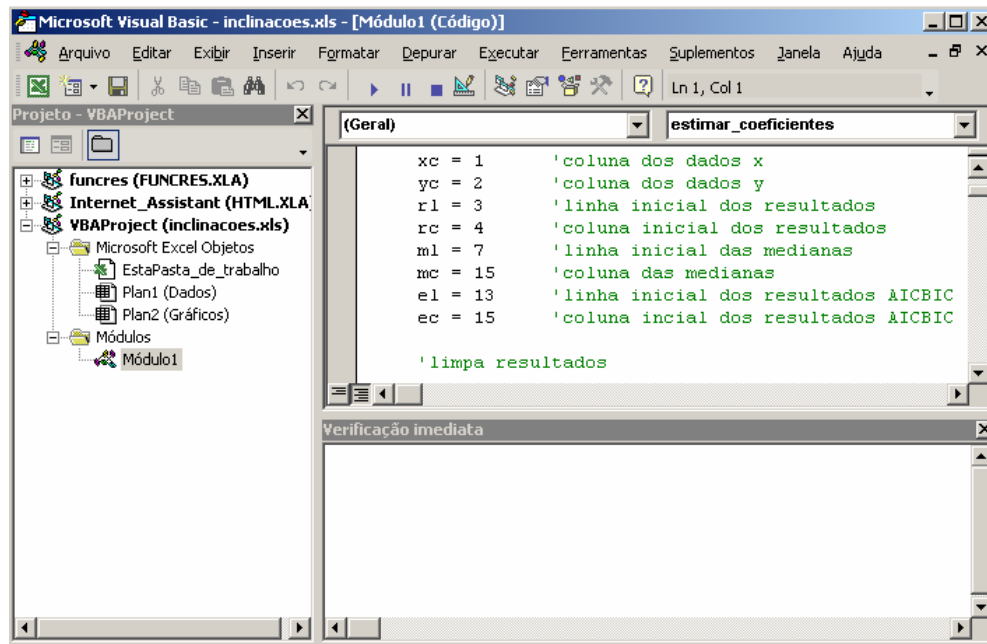 Microsoft Visual Basic - inclinacoes.xls - [Módulo1 (Código)]
Arquivo Editar Exibir Inserir Formatar Depurar Executar Ferramentas Suplementos Janela Ajuda
Ln 1, Col 1
Projeto - VBAProject
funcres (FUNCRES.XLA)
Internet_Assistant (HTML.XLA
VBAProject (inclinacoes.xls)
Microsoft Excel Objetos
EstaPasta_de_trabalho
Plan1 (Dados)
Plan2 (Gráficos)
Módulos
Módulo1
(Geral)
estimar_coeficientes
xc = 1 'coluna dos dados x
yc = 2 'coluna dos dados y
rl = 3 'linha inicial dos resultados
rc = 4 'coluna inicial dos resultados
ml = 7 'linha inicial das medianas
mc = 15 'coluna das medianas
el = 13 'linha inicial dos resultados AICBIC
ec = 15 'coluna incial dos resultados AICBIC
'limpa resultados
Verificação imediata